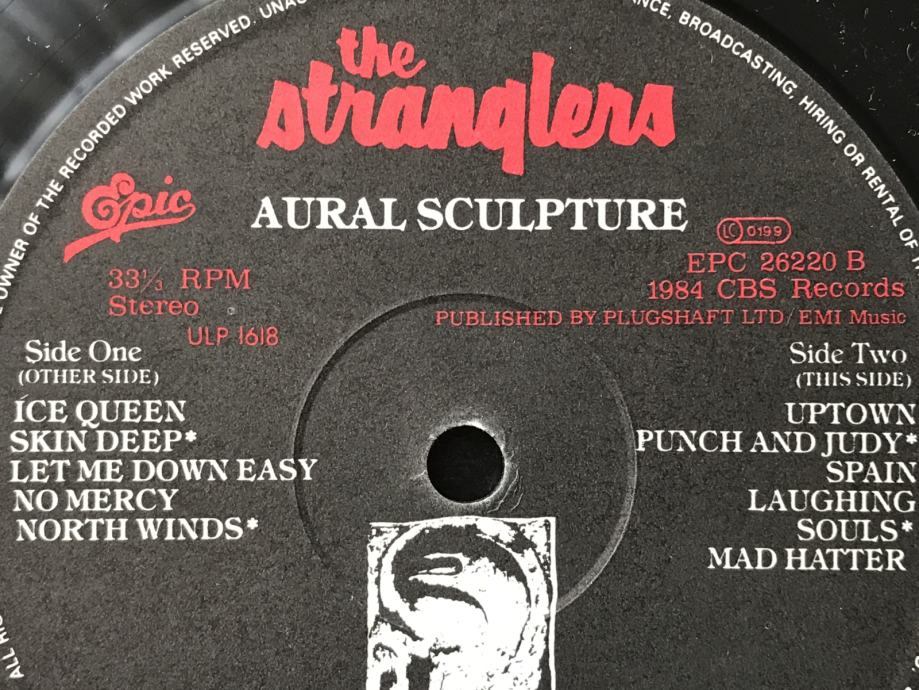 OWNER OF THE RECORDED WORK RESERVED.
BROADCASTING, HIRING OR RENTAL OF
the
stranglers
Epic
AURAL SCULPTURE
LC 0199
33⅓ RPM
Stereo
ULP 1618
EPC 26220 B
1984 CBS Records
PUBLISHED BY PLUGSHAFT LTD/EMI Music
Side One
(OTHER SIDE)
ICE QUEEN
SKIN DEEP*
LET ME DOWN EASY
NO MERCY
NORTH WINDS*
Side Two
(THIS SIDE)
UPTOWN
PUNCH AND JUDY*
SPAIN
LAUGHING
SOULS*
MAD HATTER
ALL